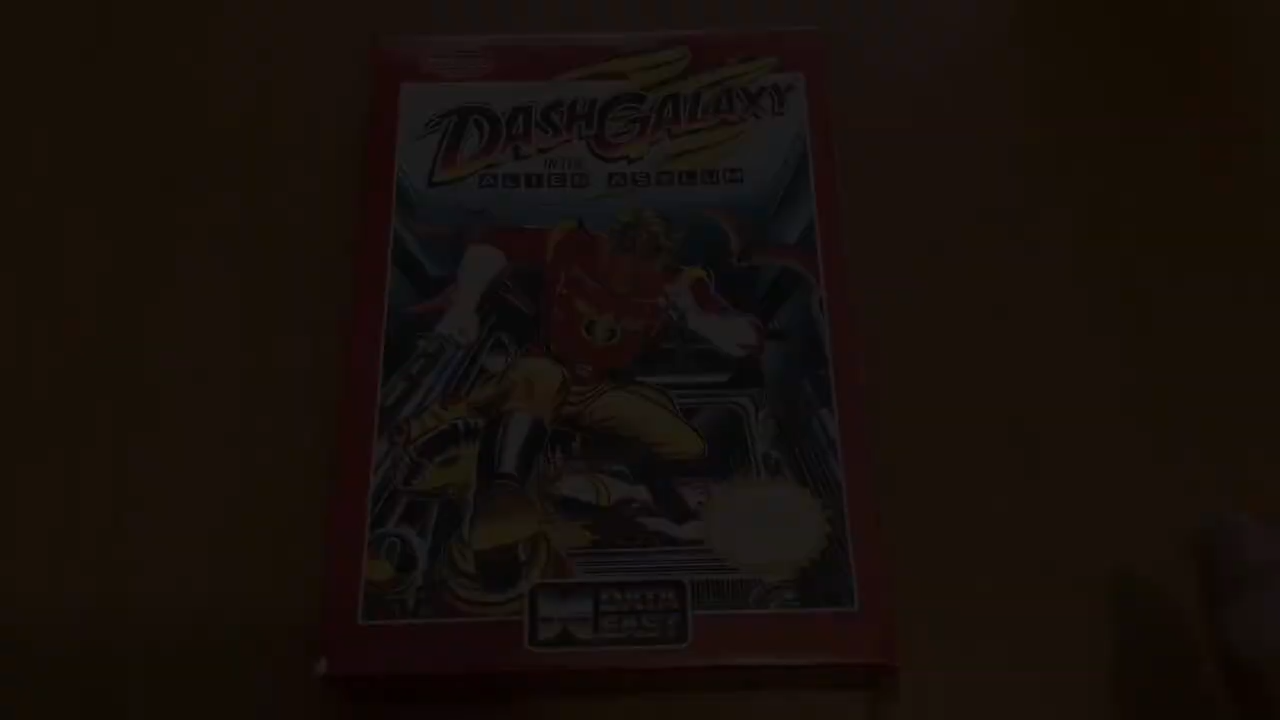 DASH GALAXY
IN THE
ALIEN ASYLUM
DATA
EAST